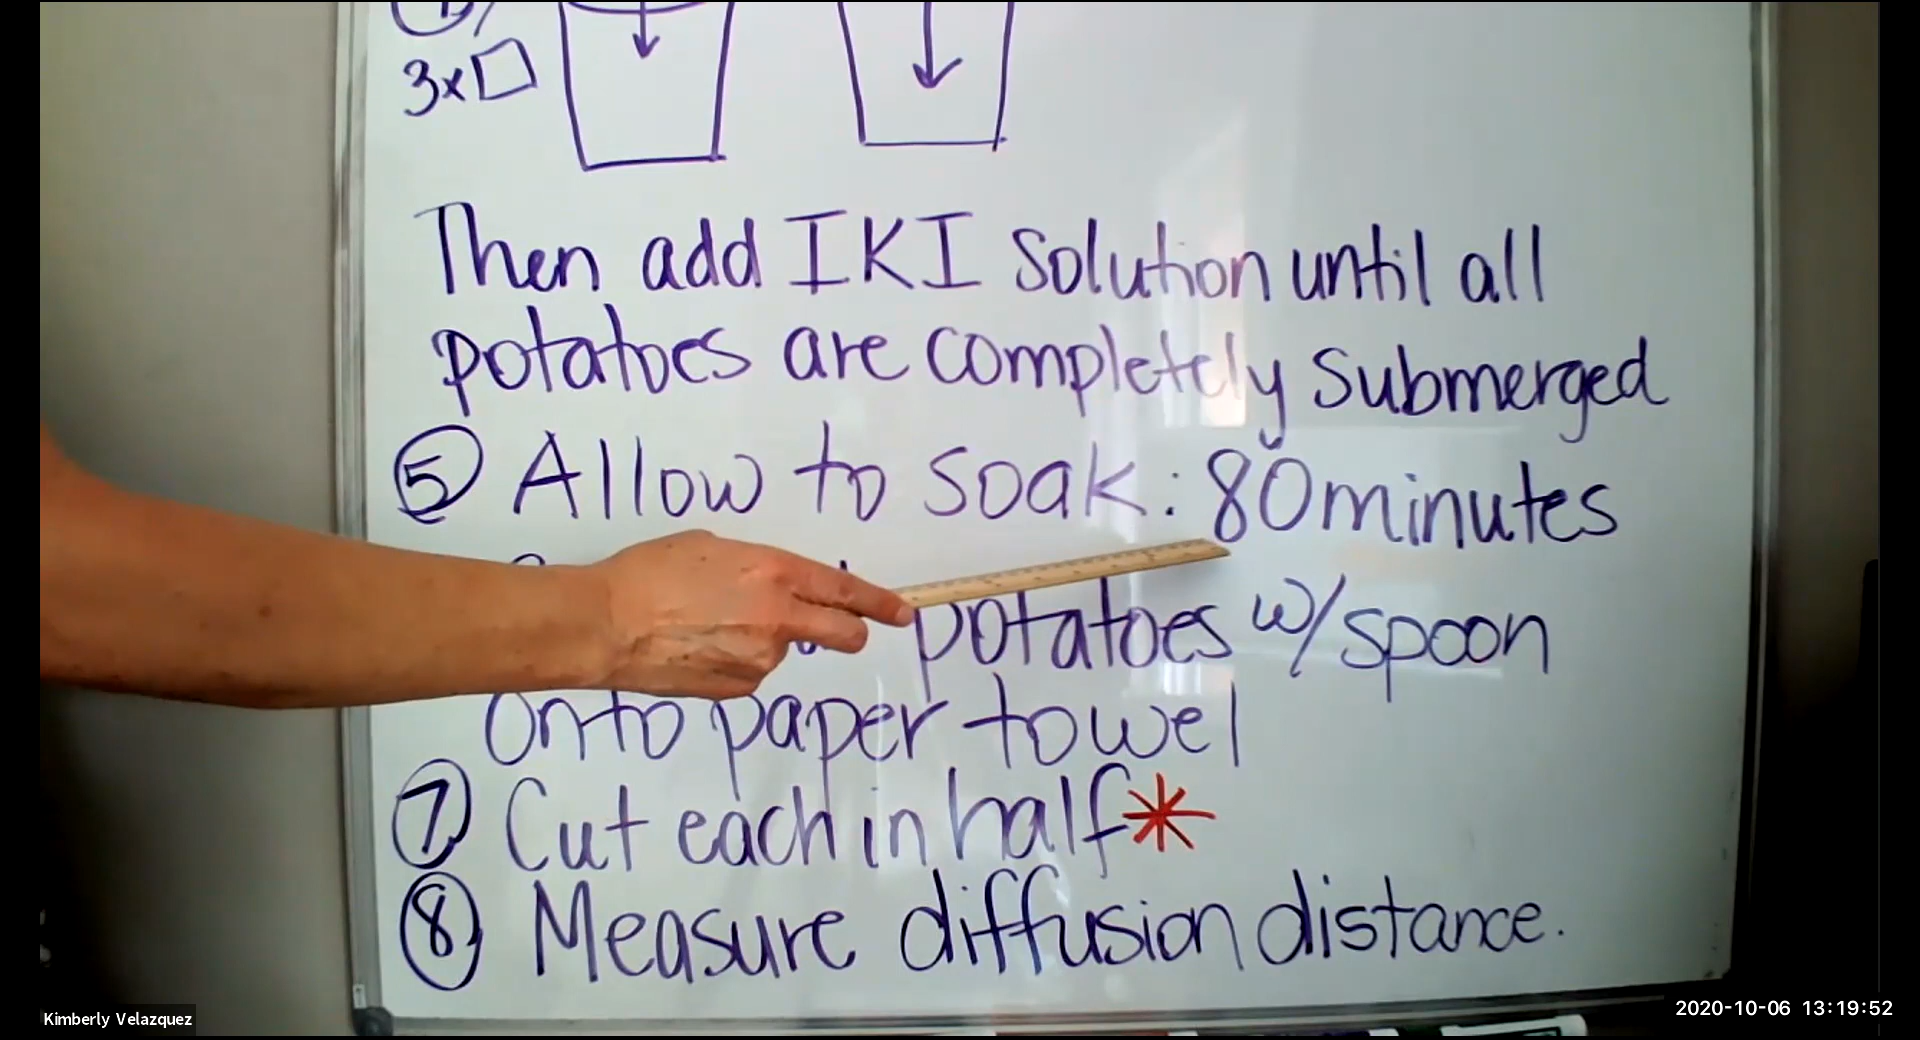 3x
Then add IKI solution until all
potatoes are completely submerged
5 Allow to soak: 80 minutes
potatoes w/spoon
onto paper towel
7 Cut each in half*
8 Measure diffusion distance.
Kimberly Velazquez
2020-10-06 13:19:52